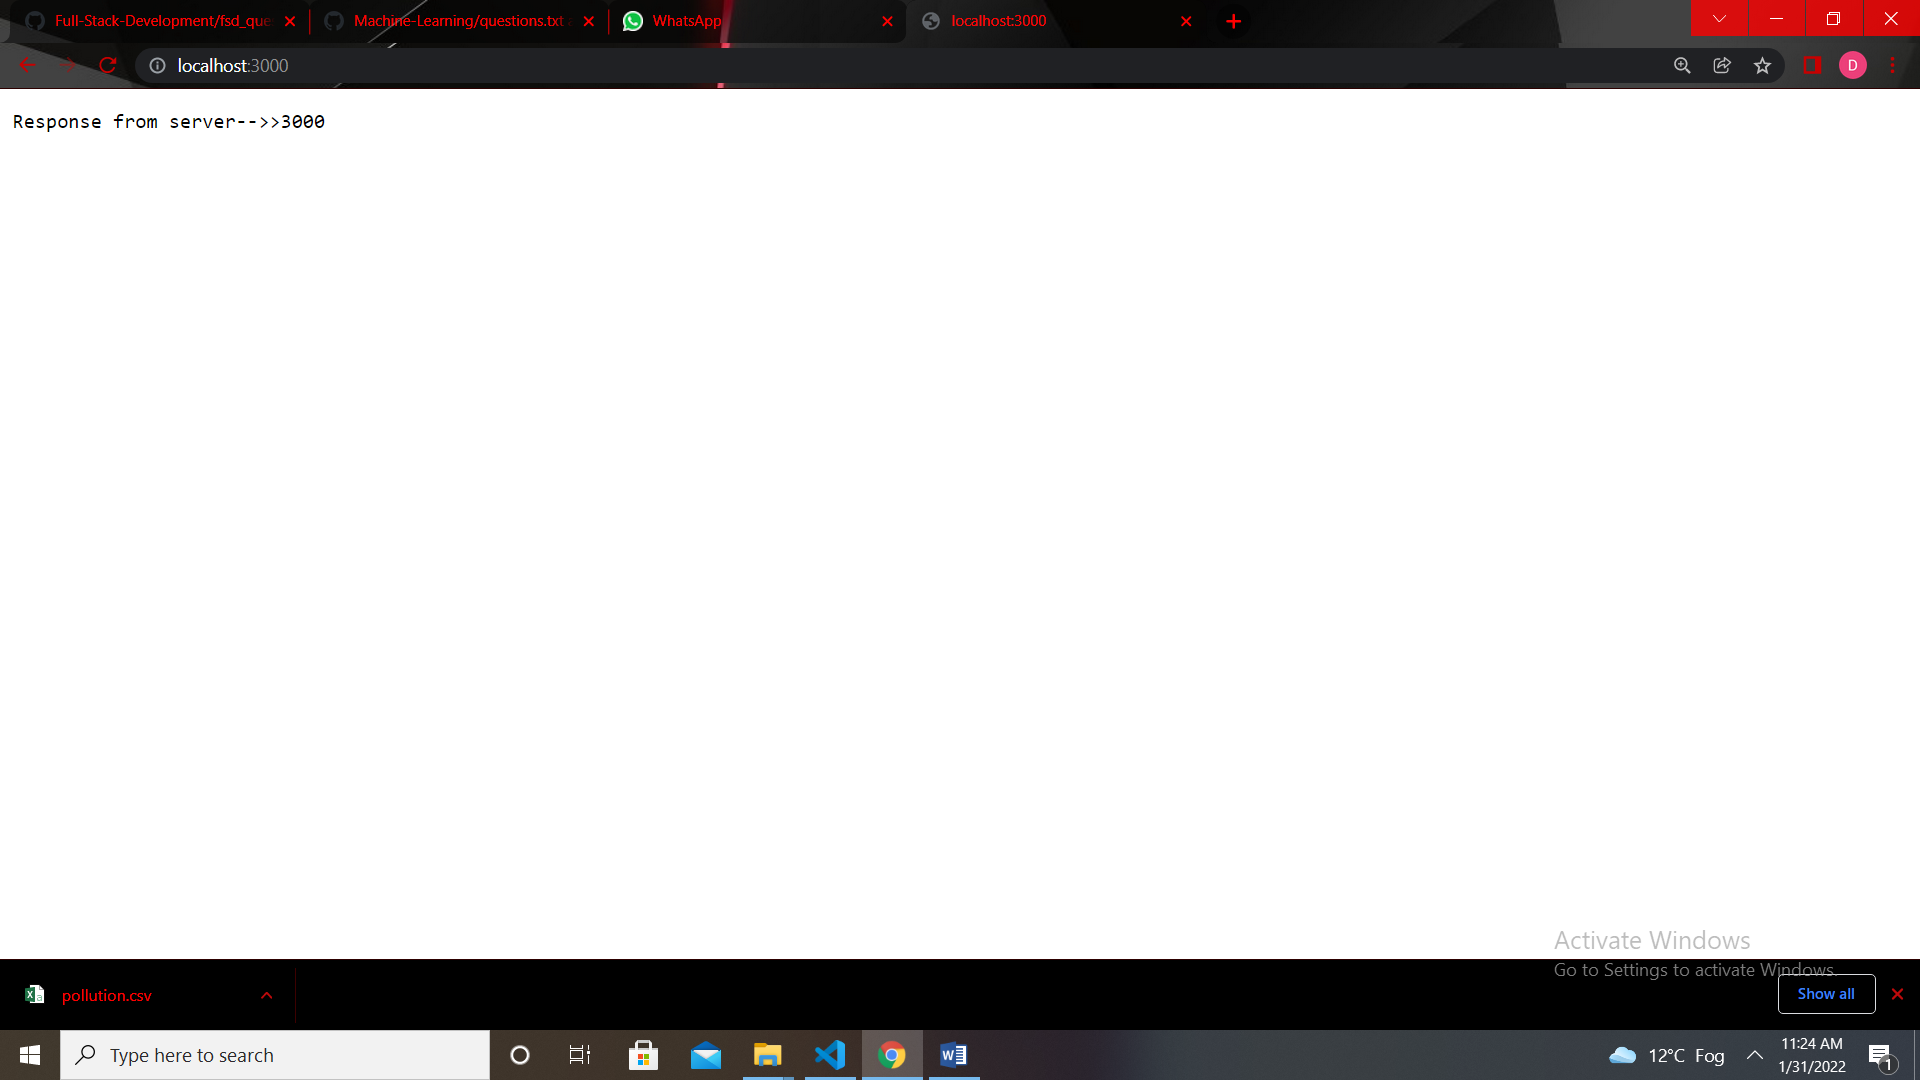 Full-Stack-Development/fsd_ques
Machine-Learning/questions.txt
WhatsApp
localhost:3000
localhost:3000
D
Response from server-->>3000
Activate Windows
Go to Settings to activate Windows.
pollution.csv
Show all
Type here to search
12°C Fog
11:24 AM
1/31/2022
1